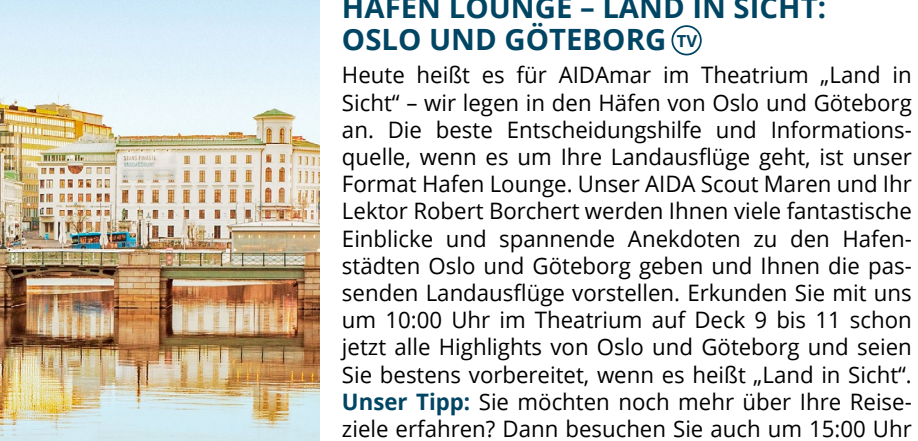 HAFEN LOUNGE – LAND IN SICHT:
OSLO UND GÖTEBORG TV
Heute heißt es für AIDAmar im Theatrium „Land in
Sicht“ – wir legen in den Häfen von Oslo und Göteborg
an. Die beste Entscheidungshilfe und Informations-
quelle, wenn es um Ihre Landausflüge geht, ist unser
Format Hafen Lounge. Unser AIDA Scout Maren und Ihr
Lektor Robert Borchert werden Ihnen viele fantastische
Einblicke und spannende Anekdoten zu den Hafen-
städten Oslo und Göteborg geben und Ihnen die pas-
senden Landausflüge vorstellen. Erkunden Sie mit uns
um 10:00 Uhr im Theatrium auf Deck 9 bis 11 schon
jetzt alle Highlights von Oslo und Göteborg und seien
Sie bestens vorbereitet, wenn es heißt „Land in Sicht“.
Unser Tipp: Sie möchten noch mehr über Ihre Reise-
ziele erfahren? Dann besuchen Sie auch um 15:00 Uhr